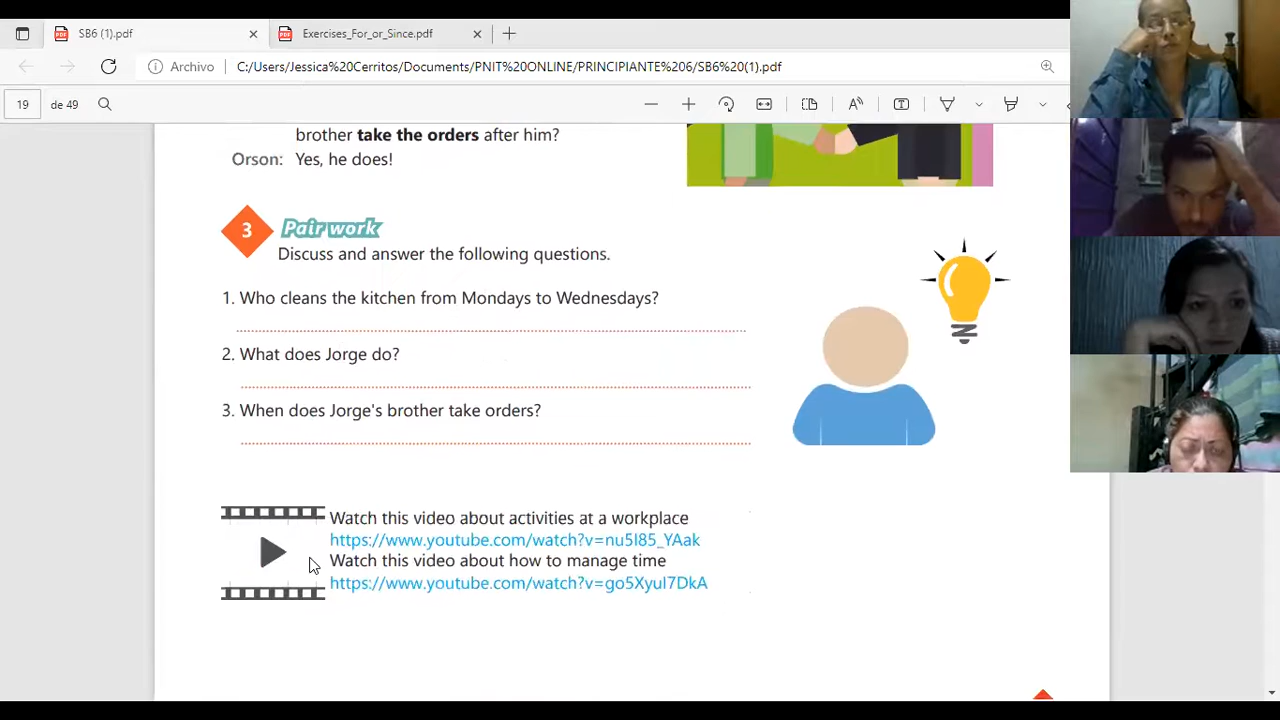 SB6 (1).pdf
Exercises_For_or_Since.pdf
Archivo
C:/Users/Jessica%20Cerritos/Documents/PNIT%20ONLINE/PRINCIPIANTE%206/SB6%20(1).pdf
19
de 49
brother take the orders after him?
Orson: Yes, he does!
3 Pair work
Discuss and answer the following questions.
1. Who cleans the kitchen from Mondays to Wednesdays?
2. What does Jorge do?
3. When does Jorge's brother take orders?
Watch this video about activities at a workplace
https://www.youtube.com/watch?v=nu5I85_YAak
Watch this video about how to manage time
https://www.youtube.com/watch?v=go5Xyul7DkA